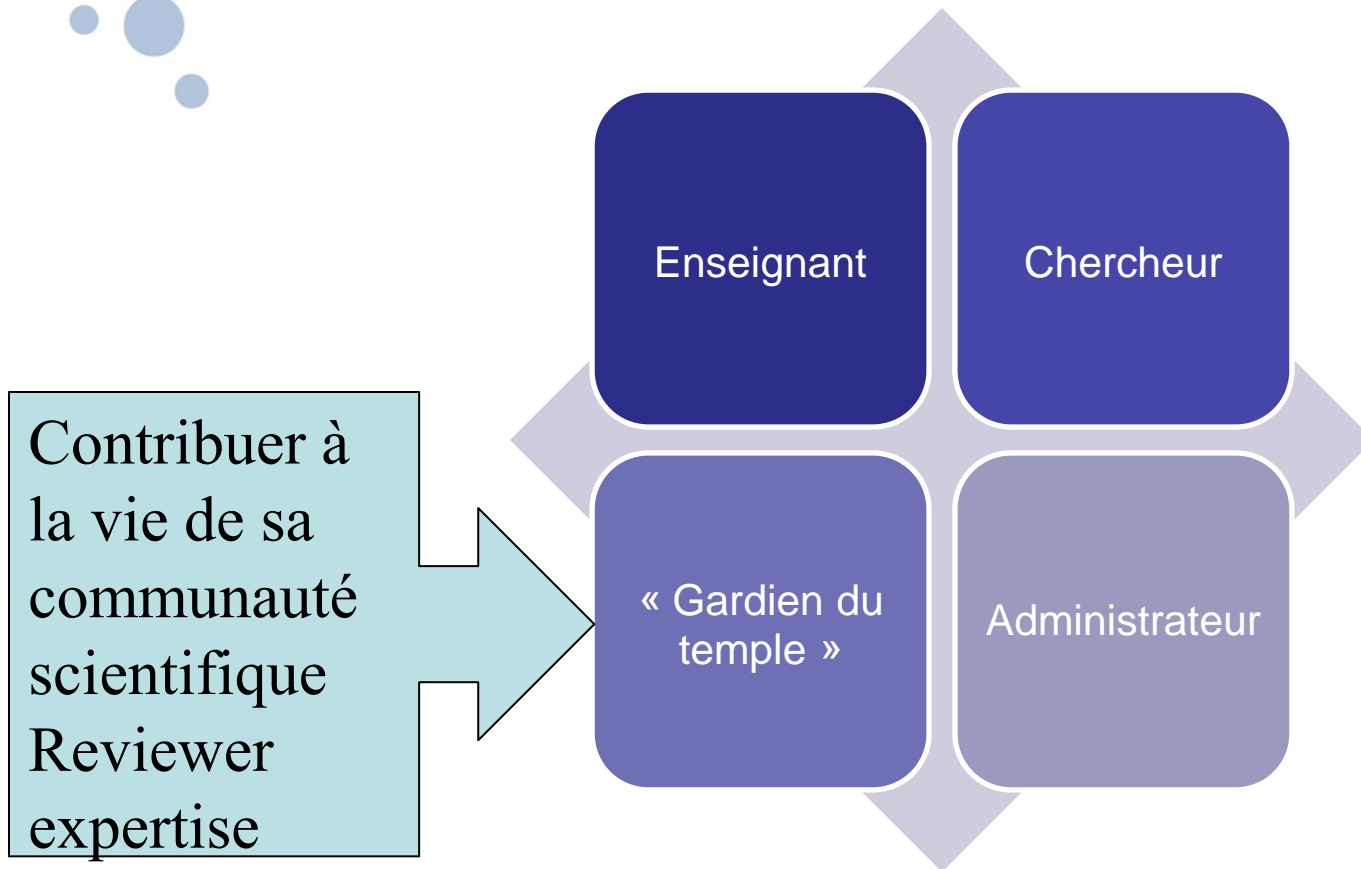 Enseignant
Chercheur
Contribuer à
la vie de sa
communauté
scientifique
Reviewer
expertise
« Gardien du
temple »
Administrateur